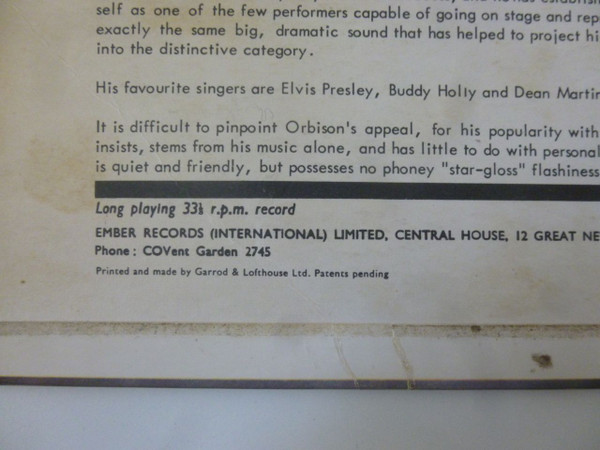 self as one of the few performers capable of going on stage and rep
exactly the same big, dramatic sound that has helped to project hi
into the distinctive category.
His favourite singers are Elvis Presley, Buddy Holly and Dean Martin
It is difficult to pinpoint Orbison's appeal, for his popularity with
insists, stems from his music alone, and has little to do with personal
is quiet and friendly, but possesses no phoney "star-gloss" flashiness
Long playing 33⅓ r.p.m. record
EMBER RECORDS (INTERNATIONAL) LIMITED, CENTRAL HOUSE, 12 GREAT NE
Phone : COVent Garden 2745
Printed and made by Garrod & Lofthouse Ltd. Patents pending